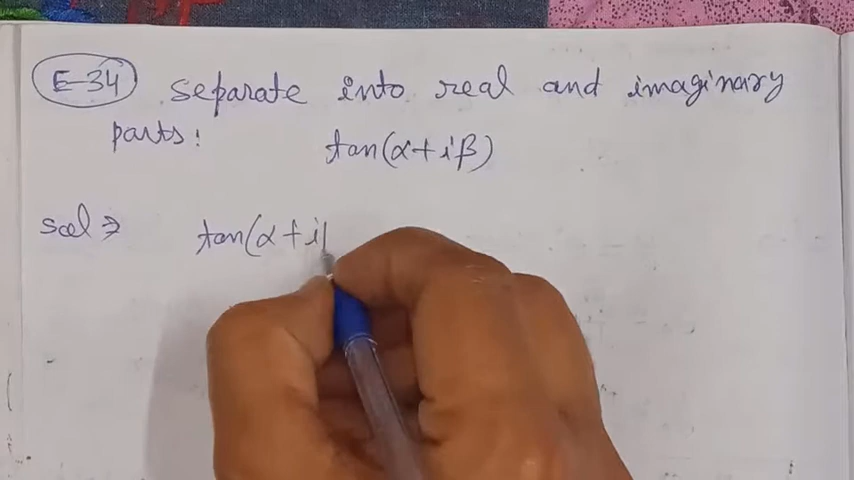 E-34 separate into real and imaginary
parts: tan(α+iβ)
sol ⇒ tan(α+i